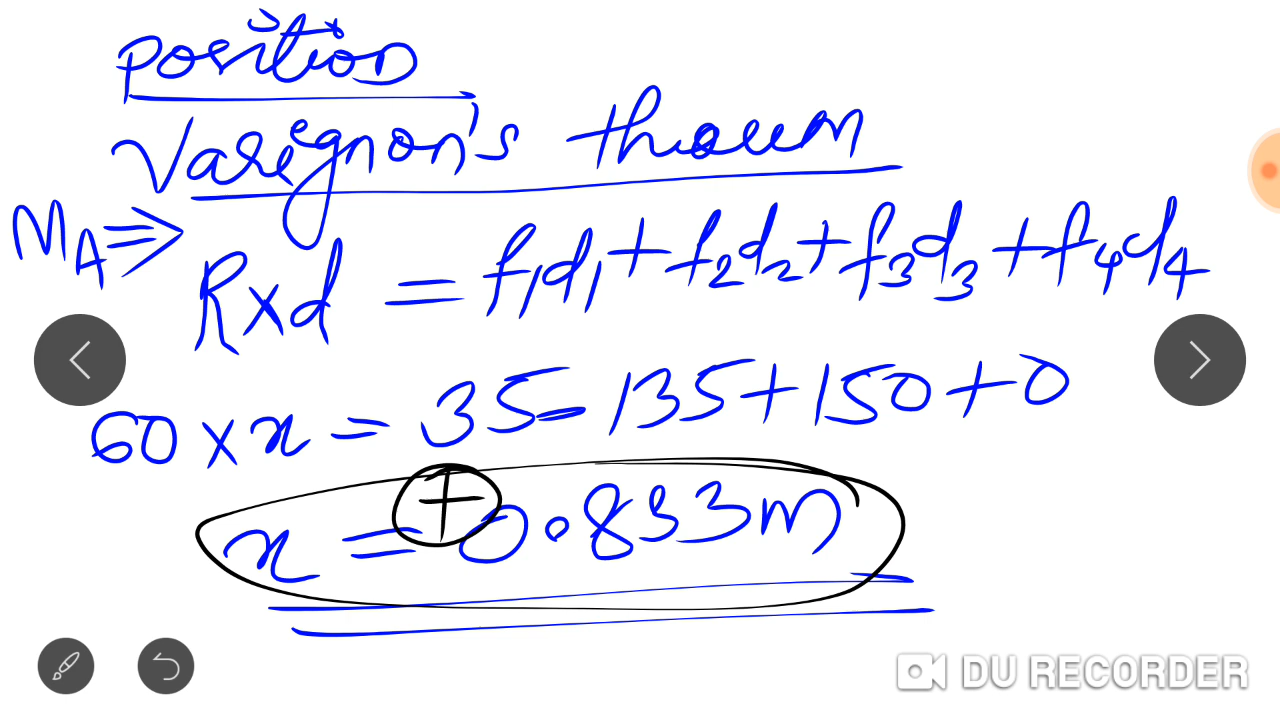 position
Varignon's theorem
MA ⇒
R×d = f1d1 + f2d2 + f3d3 + f4d4
60 × x = 35 - 135 + 150 + 0
x = + 0.833m
DU RECORDER